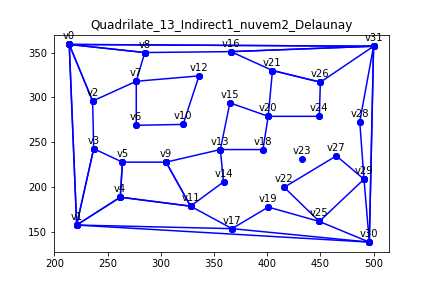 Quadrilate_13_Indirect1_nuvem2_Delaunay
v0 v31
v8 v16
350
v21
v7 v12 v26
300
v2 v15
v20 v24
v28
v6 v10
250
v3 v13 v18 v27
v5 v9 v23
v29
200
v4 v14 v22
v11 v19
150
v1 v17 v25
v30
200 250 300 350 400 450 500